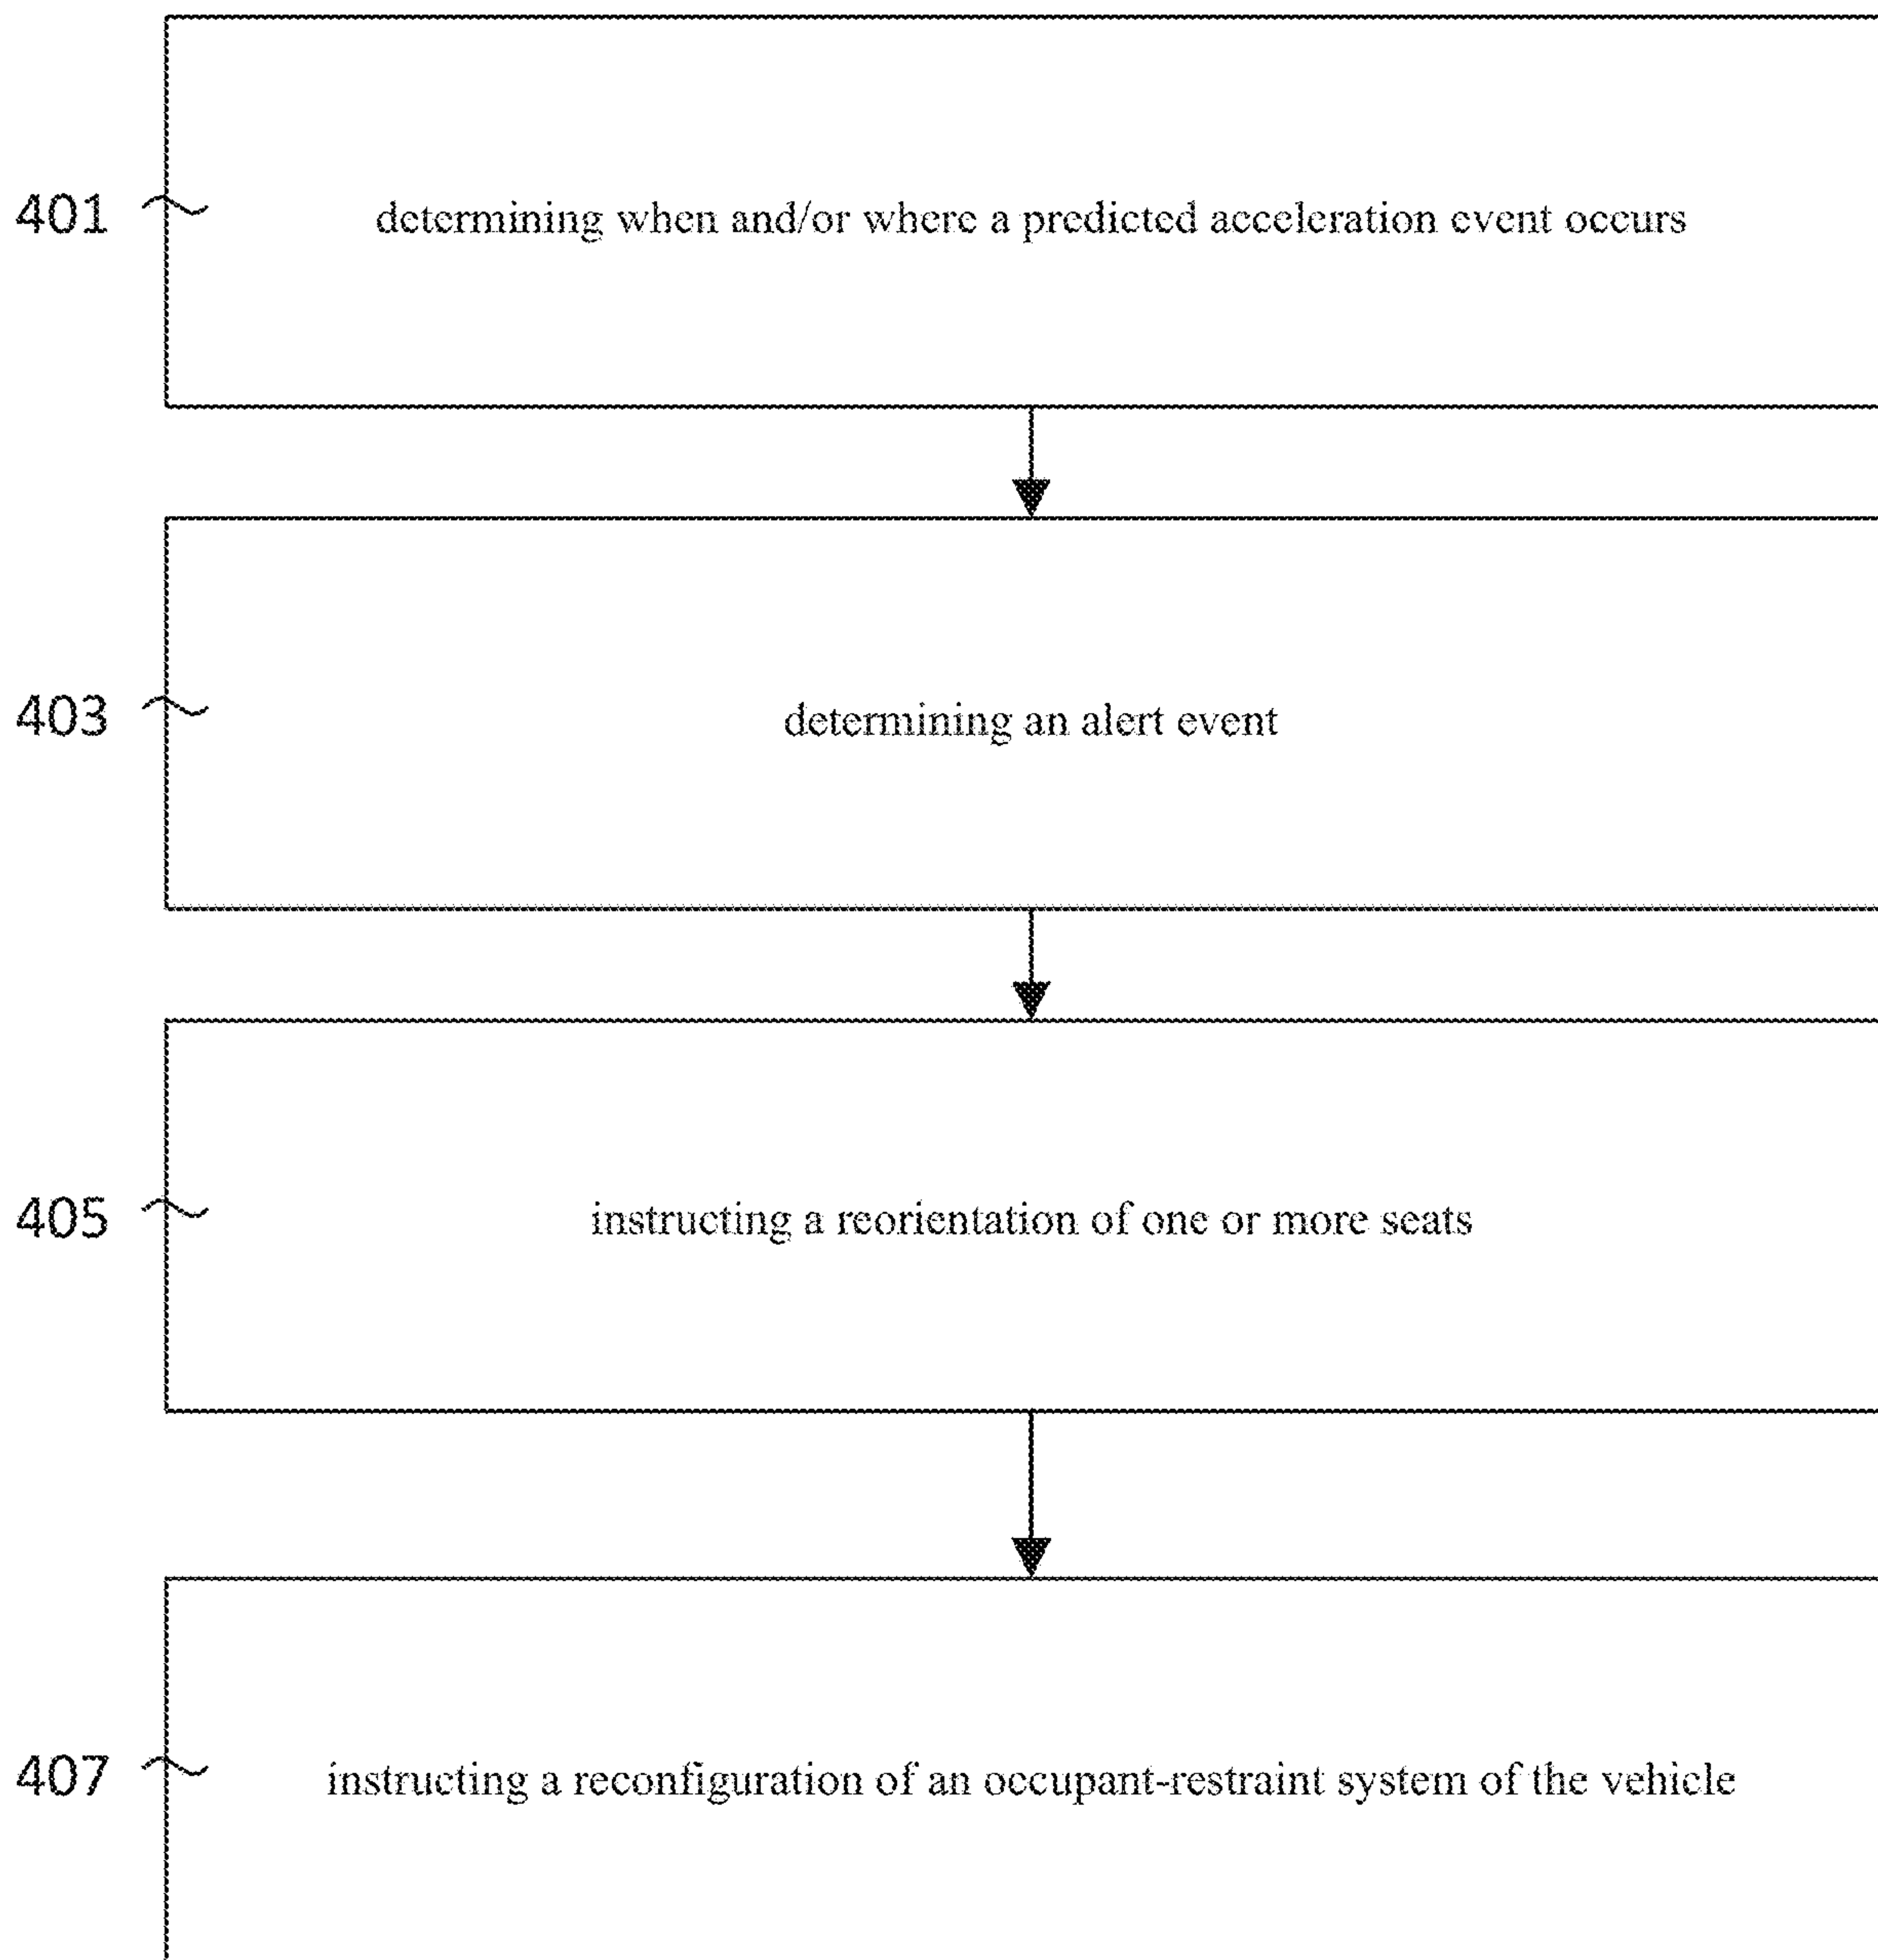 401 determining when and/or where a predicted acceleration event occurs
403 determining an alert event
405 instructing a reorientation of one or more seats
407 instructing a reconfiguration of an occupant-restraint system of the vehicle